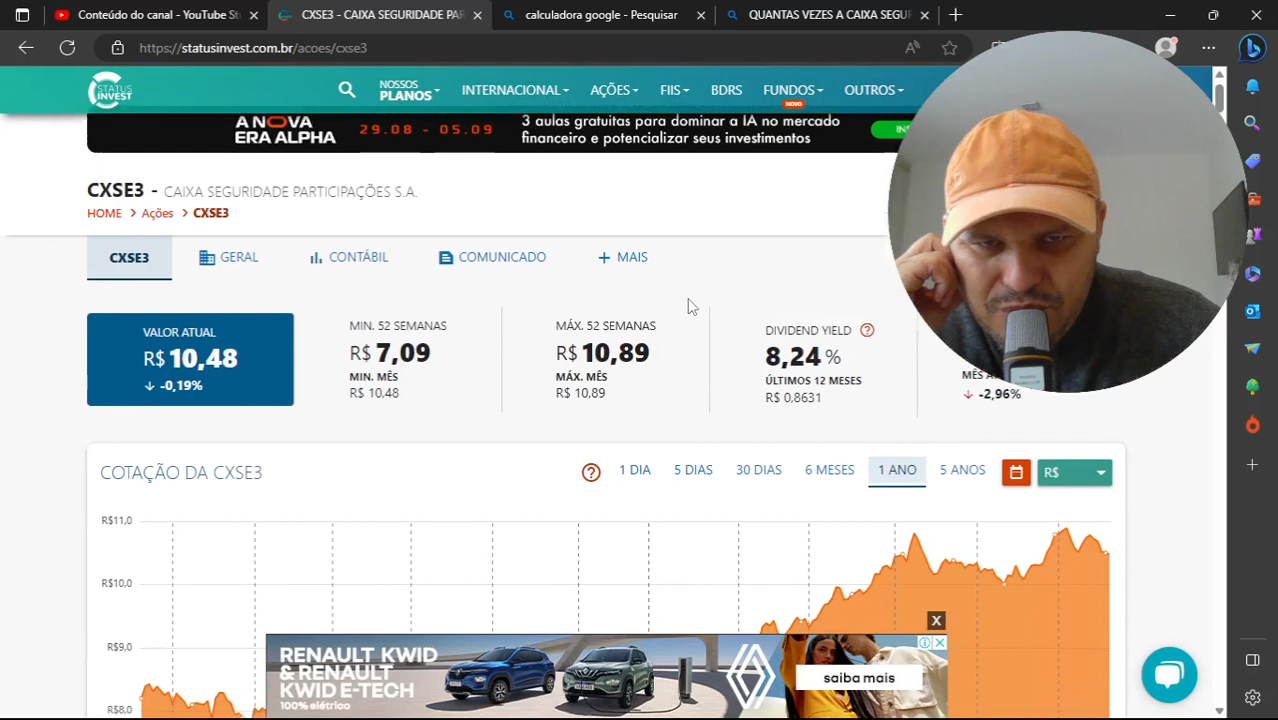 Conteúdo do canal - YouTube St
CXSE3 - CAIXA SEGURIDADE PAR
calculadora google - Pesquisar
QUANTAS VEZES A CAIXA SEGUR
https://statusinvest.com.br/acoes/cxse3
STATUS INVEST
NOSSOS PLANOS
INTERNACIONAL
AÇÕES
FIIS
BDRS
FUNDOS
NOVO
OUTROS
A NOVA ERA ALPHA
29.08 - 05.09
3 aulas gratuitas para dominar a IA no mercado
financeiro e potencializar seus investimentos
CXSE3 - CAIXA SEGURIDADE PARTICIPAÇÕES S.A.
HOME > Ações > CXSE3
CXSE3
GERAL
CONTÁBIL
COMUNICADO
+ MAIS
VALOR ATUAL
R$ 10,48
-0,19%
MIN. 52 SEMANAS
R$ 7,09
MIN. MÊS
R$ 10,48
MÁX. 52 SEMANAS
R$ 10,89
MÁX. MÊS
R$ 10,89
DIVIDEND YIELD
8,24 %
ÚLTIMOS 12 MESES
R$ 0,8631
-2,96%
COTAÇÃO DA CXSE3
1 DIA
5 DIAS
30 DIAS
6 MESES
1 ANO
5 ANOS
R$
R$11,0
R$10,0
R$9,0
R$8,0
X
RENAULT KWID
& RENAULT
KWID E-TECH
100% elétrico
saiba mais